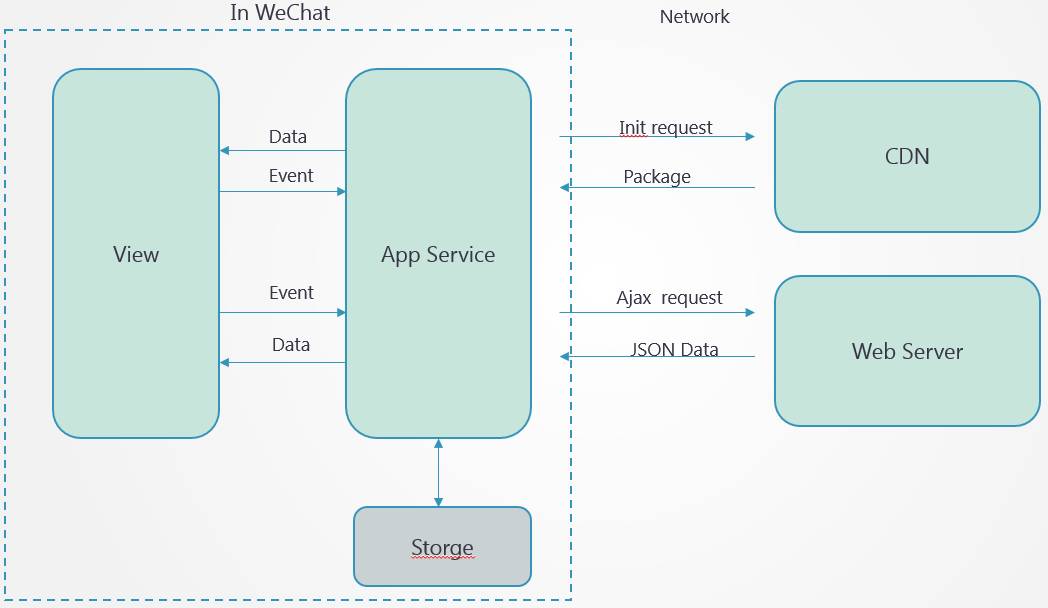 In WeChat
Network
Data
Event
View
Event
Data
App Service
Storge
Init request
Package
CDN
Ajax  request
JSON Data
Web Server